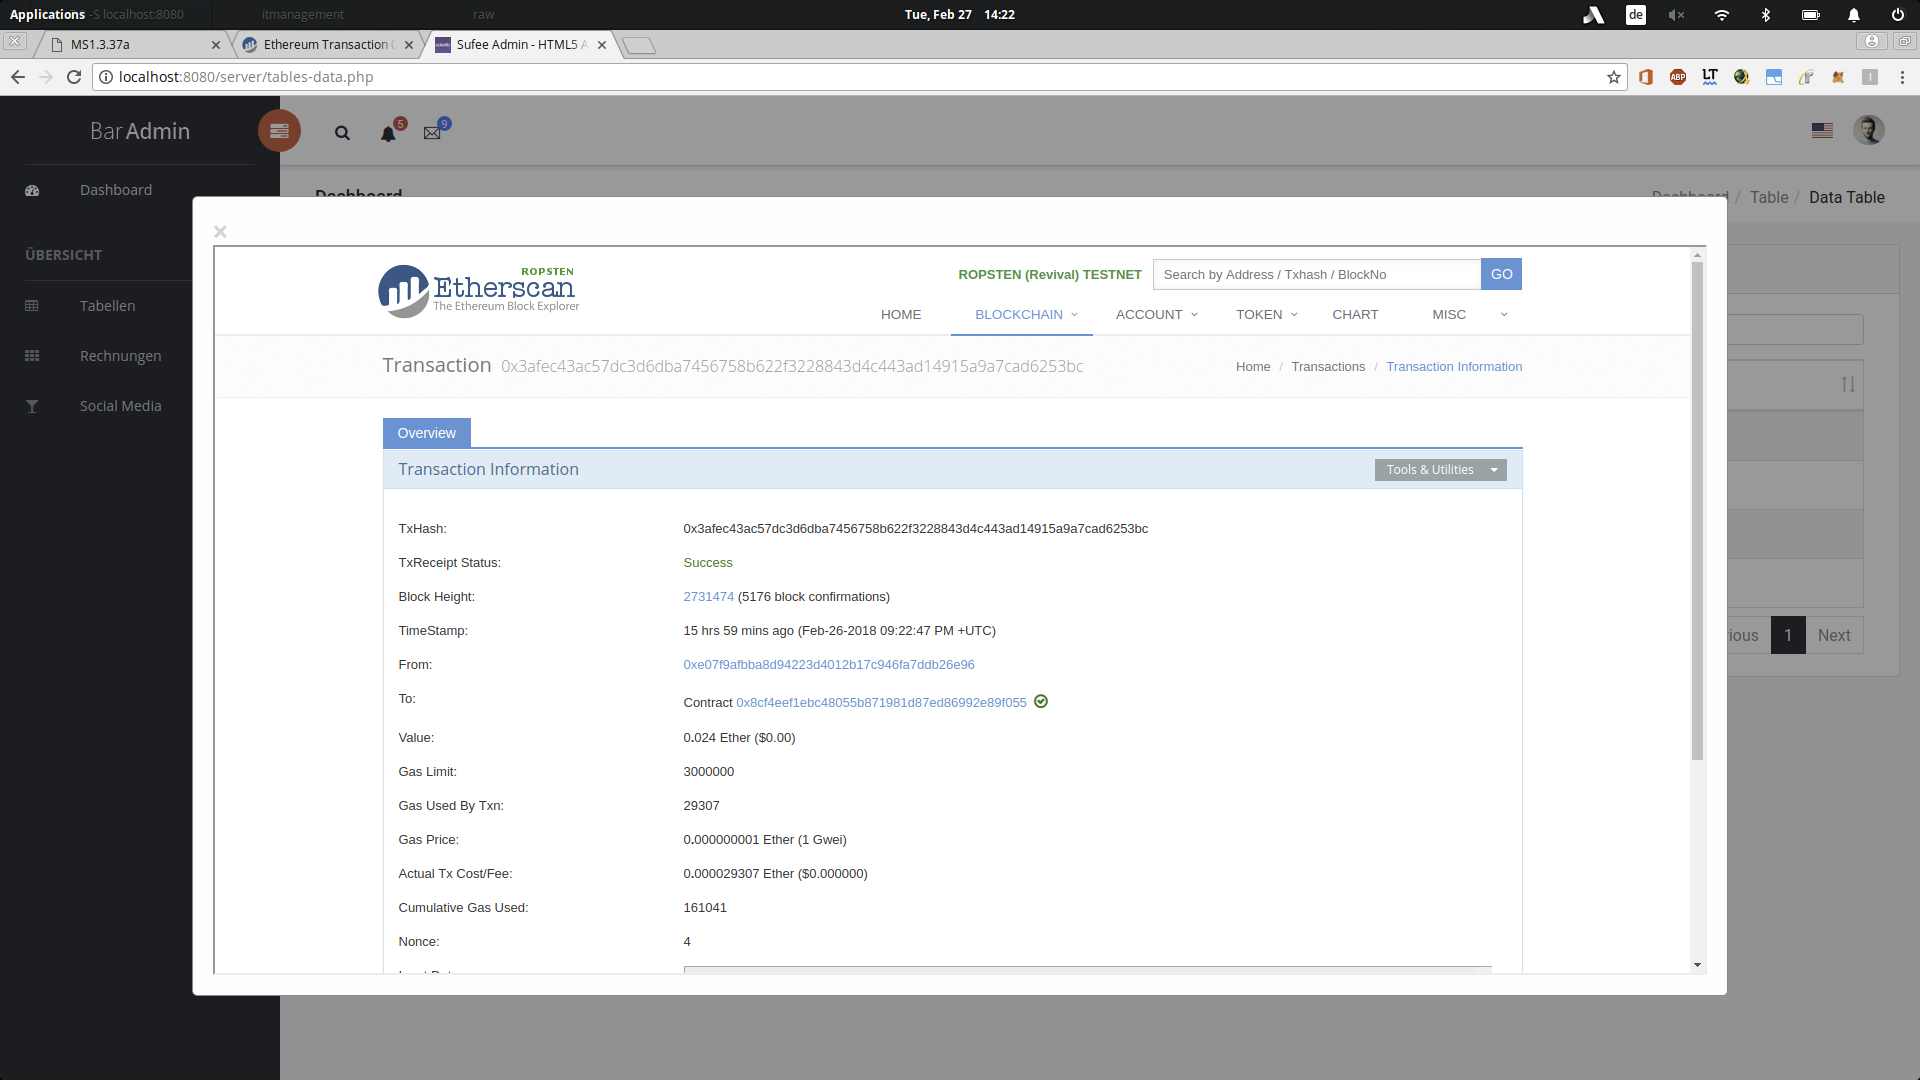 Applications -S localhost:8080 itmanagement raw Tue, Feb 27 14:22 de
MS1.3.37a Ethereum Transaction Sufee Admin - HTML5 A
localhost:8080/server/tables-data.php ABP LT
BarAdmin 5 9
Dashboard
Dashboard Dashboard / Table / Data Table
ÜBERSICHT
Tabellen
Rechnungen
Social Media
×
ROPSTEN
Etherscan
The Ethereum Block Explorer
ROPSTEN (Revival) TESTNET Search by Address / Txhash / BlockNo GO
HOME BLOCKCHAIN ACCOUNT TOKEN CHART MISC
Transaction 0x3afec43ac57dc3d6dba7456758b622f3228843d4c443ad14915a9a7cad6253bc Home / Transactions / Transaction Information
Overview
Transaction Information Tools & Utilities
TxHash: 0x3afec43ac57dc3d6dba7456758b622f3228843d4c443ad14915a9a7cad6253bc
TxReceipt Status: Success
Block Height: 2731474 (5176 block confirmations)
TimeStamp: 15 hrs 59 mins ago (Feb-26-2018 09:22:47 PM +UTC)
From: 0xe07f9afbba8d94223d4012b17c946fa7ddb26e96
To: Contract 0x8cf4eef1ebc48055b871981d87ed86992e89f055
Value: 0.024 Ether ($0.00)
Gas Limit: 3000000
Gas Used By Txn: 29307
Gas Price: 0.000000001 Ether (1 Gwei)
Actual Tx Cost/Fee: 0.000029307 Ether ($0.000000)
Cumulative Gas Used: 161041
Nonce: 4
ious 1 Next